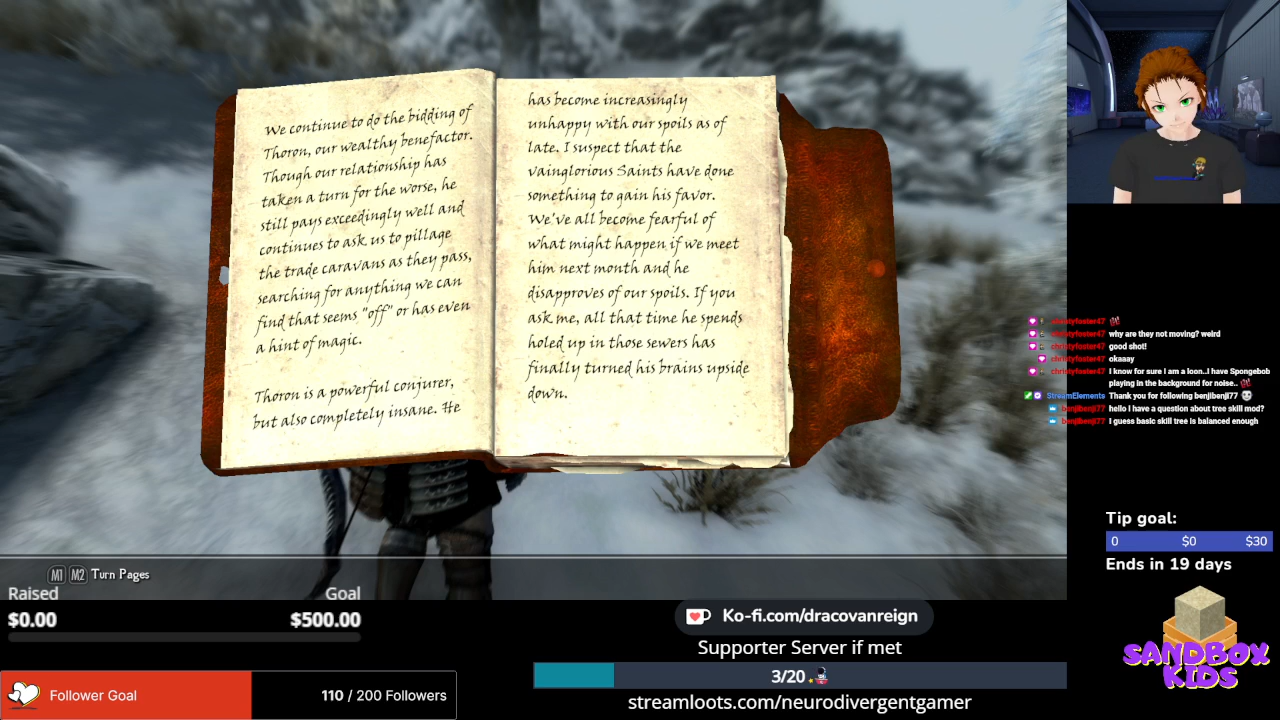 We continue to do the bidding of
Thoron, our wealthy benefactor.
Though our relationship has
taken a turn for the worse, he
still pays exceedingly well and
continues to ask us to pillage
the trade caravans as they pass,
searching for anything we can
find that seems "off" or has even
a hint of magic.
Thoron is a powerful conjurer,
but also completely insane. He
has become increasingly
unhappy with our spoils as of
late. I suspect that the
vainglorious Saints have done
something to gain his favor.
We've all become fearful of
what might happen if we meet
him next month and he
disapproves of our spoils. If you
ask me, all that time he spends
holed up in those sewers has
finally turned his brains upside
down.
M1 M2 Turn Pages
Raised Goal
$0.00 $500.00
Follower Goal 110 / 200 Followers
Ko-fi.com/dracovanreign
Supporter Server if met
3/20
streamloots.com/neurodivergentgamer
christyfoster47
christyfoster47 why are they not moving? weird
christyfoster47 good shot!
christyfoster47 okaaay
christyfoster47 I know for sure I am a loon..I have Spongebob
playing in the background for noise..
StreamElements Thank you for following benjibenji77
benjibenji77 hello I have a question about tree skill mod?
benjibenji77 I guess basic skill tree is balanced enough
Tip goal:
0 $0 $30
Ends in 19 days
SANDBOX
KIDS